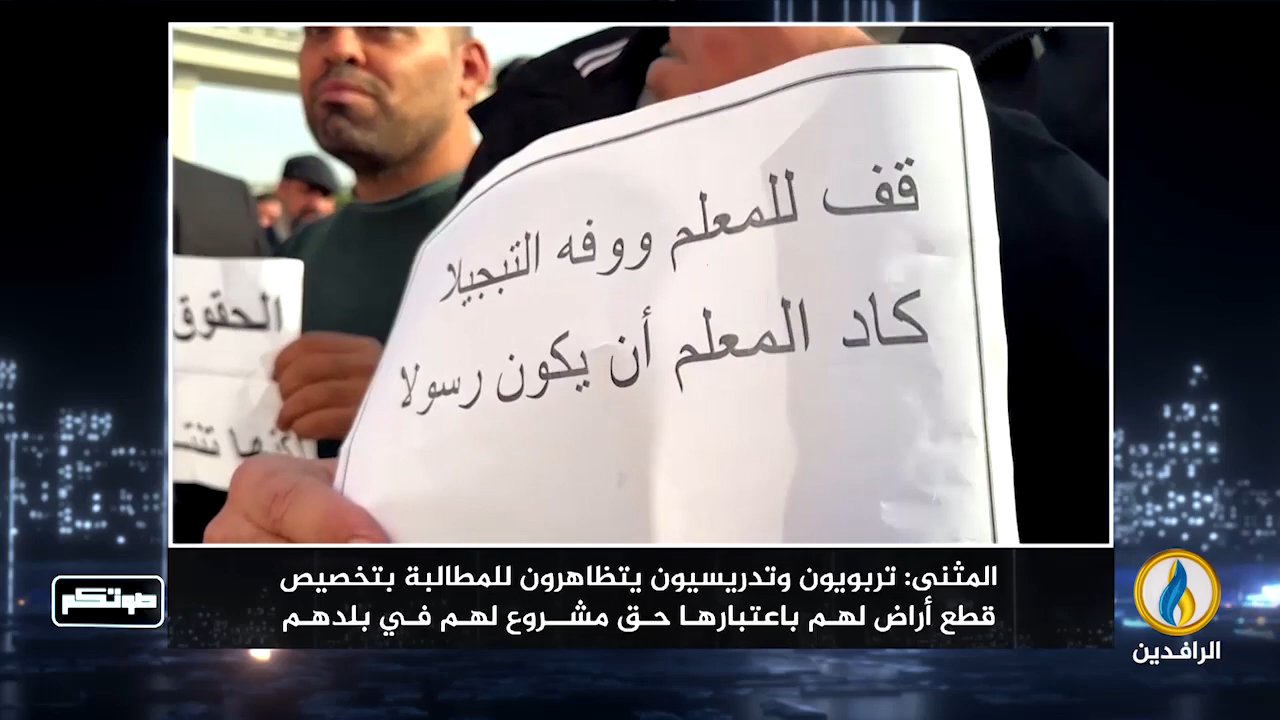 قف للمعلم ووفه التبجيلا
كاد المعلم أن يكون رسولا
الحقوق
المثنى: تربويون وتدريسيون يتظاهرون للمطالبة بتخصيص
قطع أراض لهم باعتبارها حق مشروع لهم في بلدهم
صوتكم
الرافدين